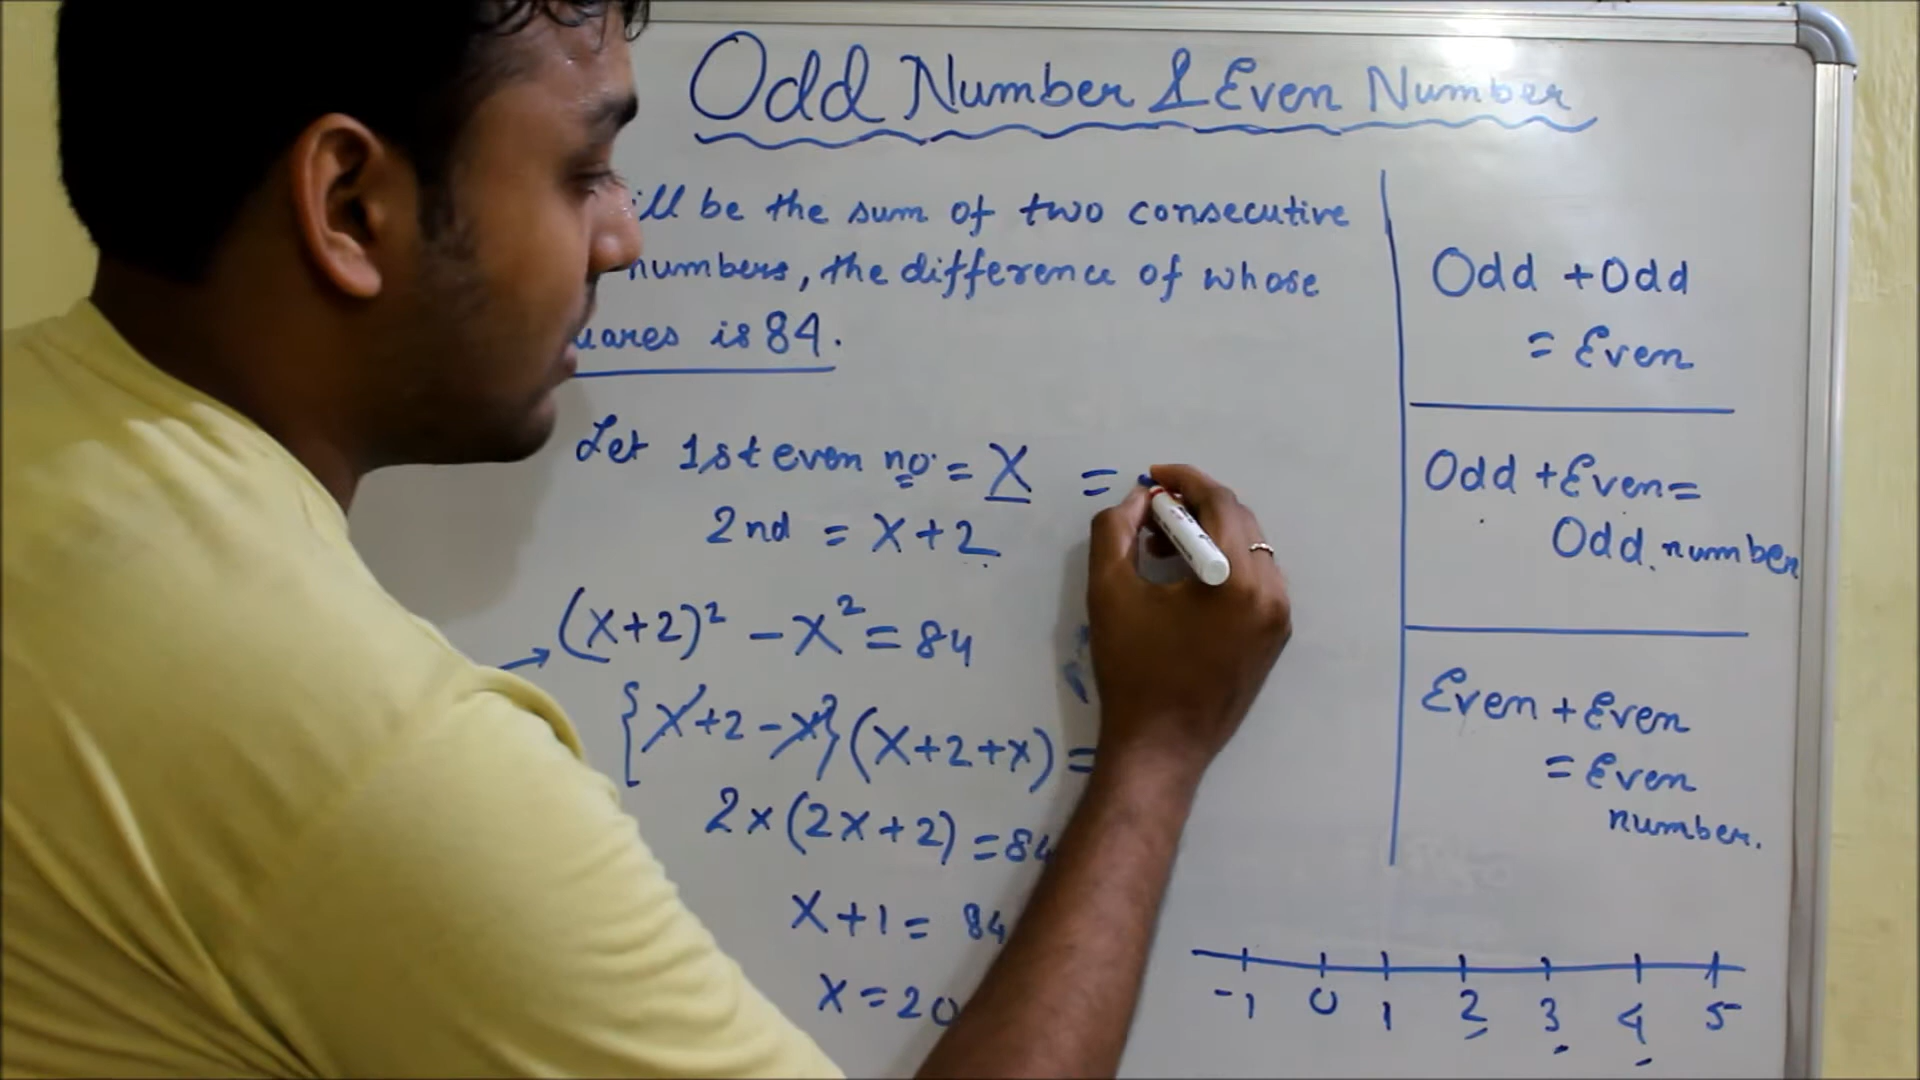 Odd Number & Even Number
ill be the sum of two consecutive
numbers, the difference of whose
uares is 84.
Let 1st even no. = X =
2nd = X+2
(X+2)² - X² = 84
{X+2-X} (X+2+X) =
2x(2X+2) = 84
X+1 = 84
X = 20
Odd + Odd
= Even
Odd + Even =
Odd number
Even + Even
= Even
number.
-1 0 1 2 3 4 5